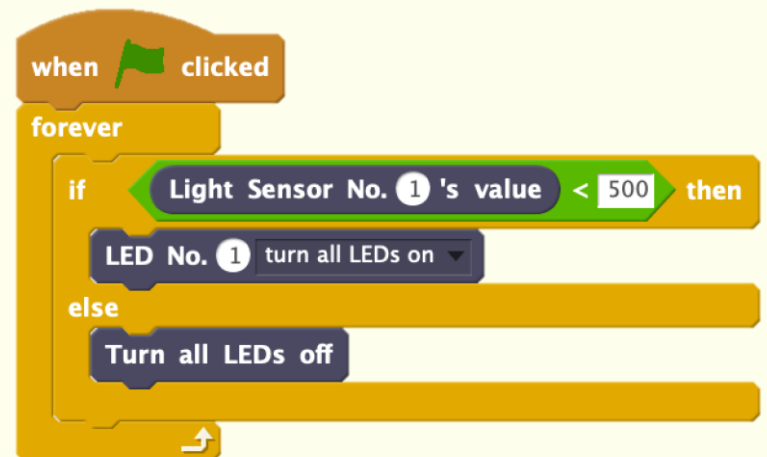 when clicked
forever
if Light Sensor No. 1 's value < 500 then
LED No. 1 turn all LEDs on
else
Turn all LEDs off